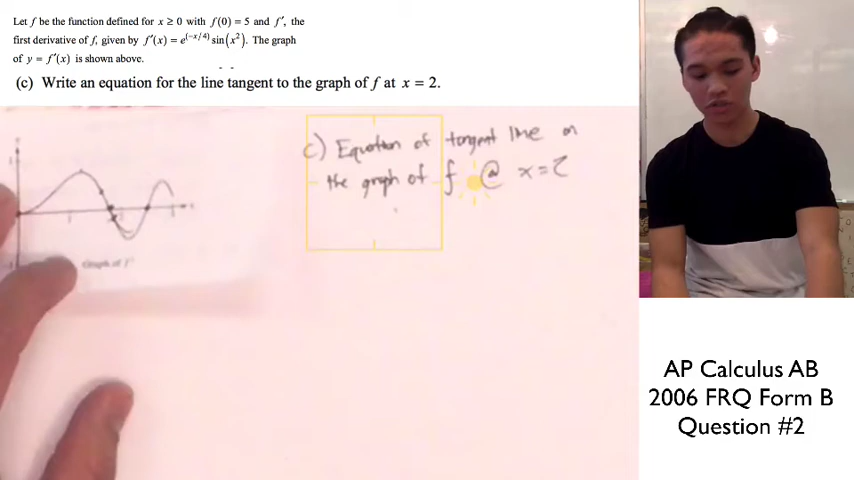 Let f be the function defined for x ≥ 0 with f(0) = 5 and f′, the
first derivative of f, given by f′(x) = e^(−x/4) sin(x²). The graph
of y = f′(x) is shown above.
(c) Write an equation for the line tangent to the graph of f at x = 2.
c) Equation of tangent line on
the graph of f @ x=2
Graph of f′
AP Calculus AB
2006 FRQ Form B
Question #2